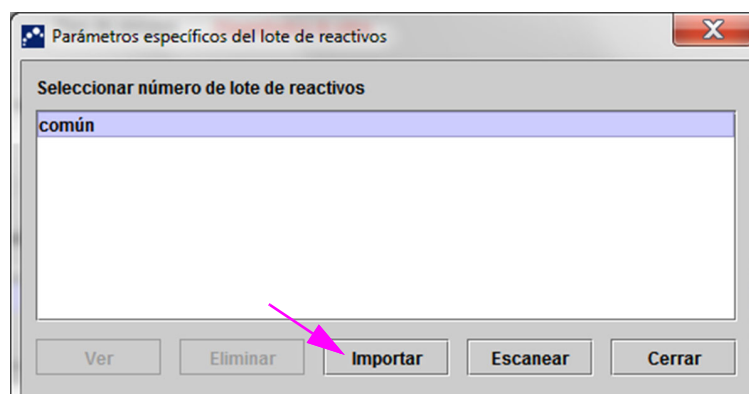 Parámetros específicos del lote de reactivos
Seleccionar número de lote de reactivos
común
Ver Eliminar Importar Escanear Cerrar